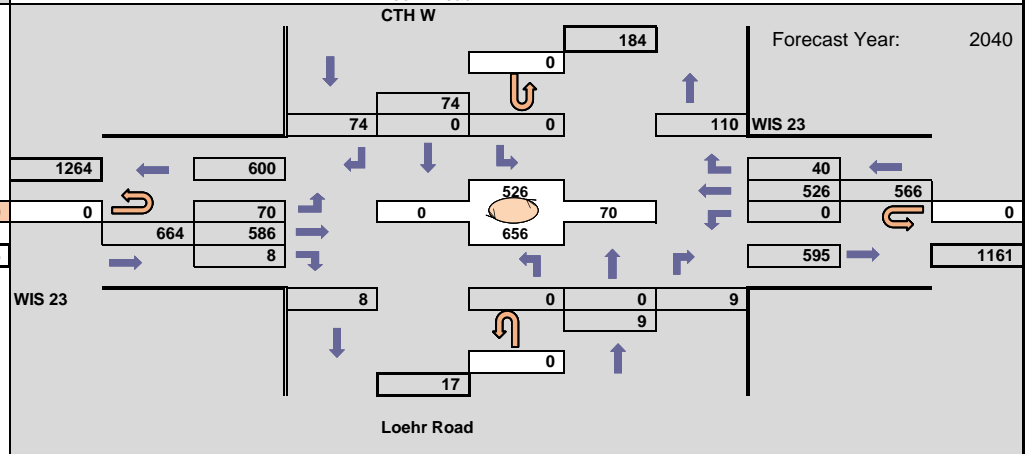 CTH W
184
Forecast Year: 2040
0
74
74 0 0 110 WIS 23
1264 600 40
526 526 566
0 70 0 70 0 0
664 586 656
8 595 1161
WIS 23 8 0 0 9
9
0
17
Loehr Road